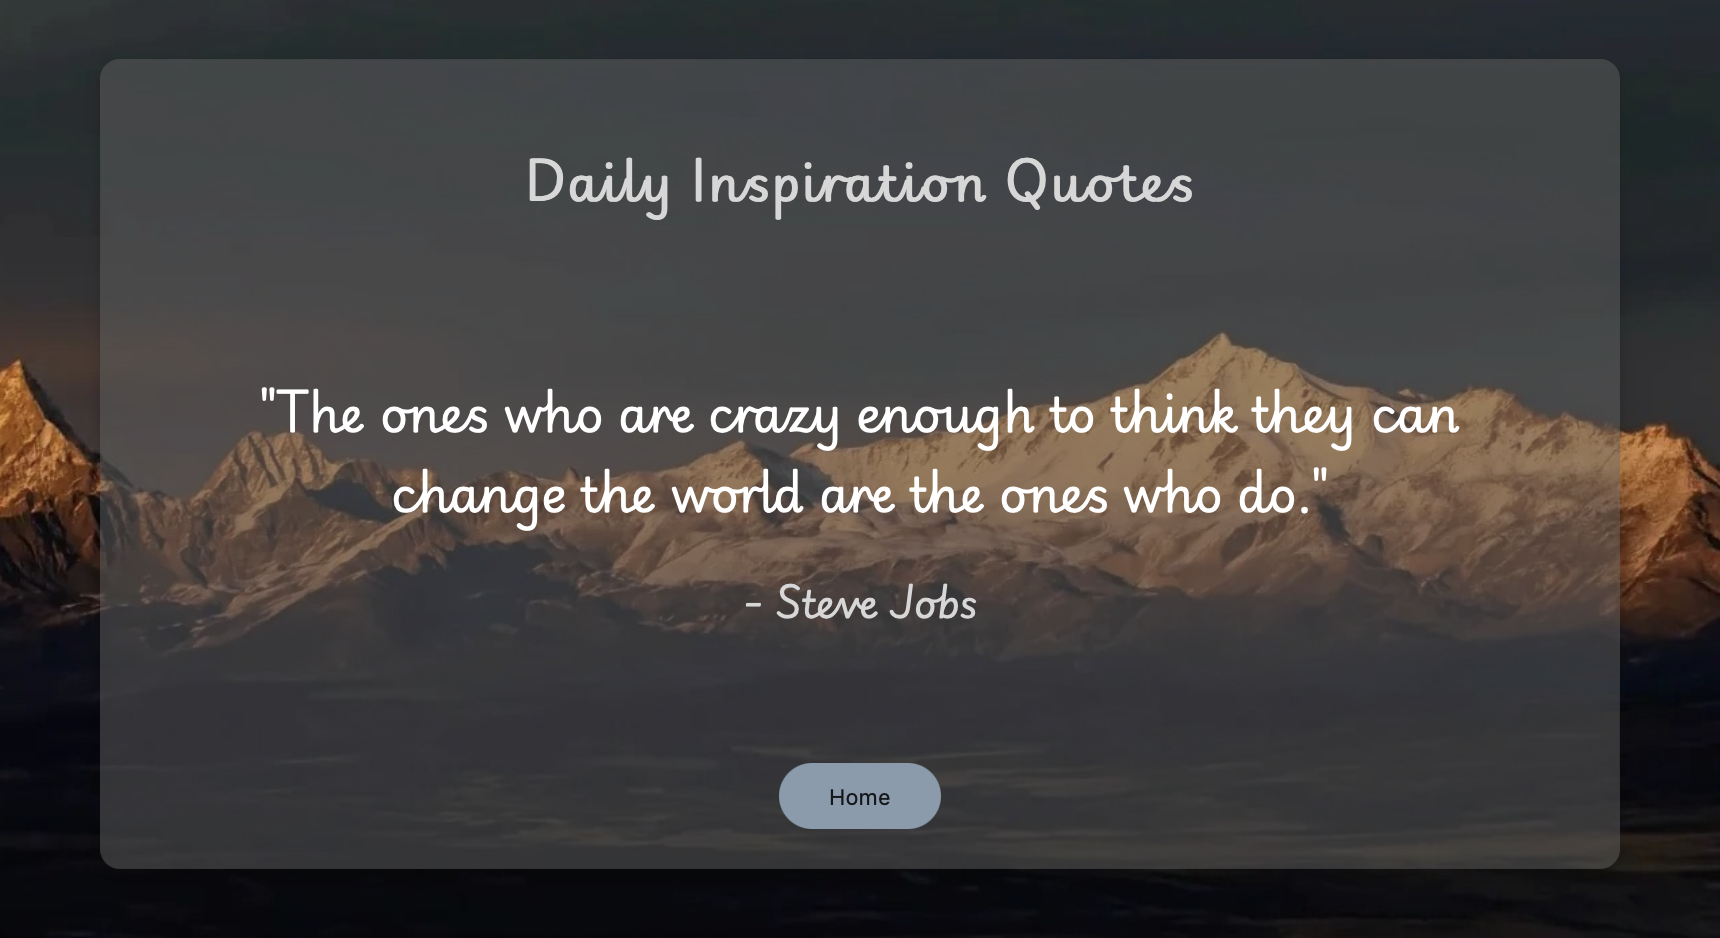 Daily Inspiration Quotes
"The ones who are crazy enough to think they can
change the world are the ones who do."
- Steve Jobs
Home